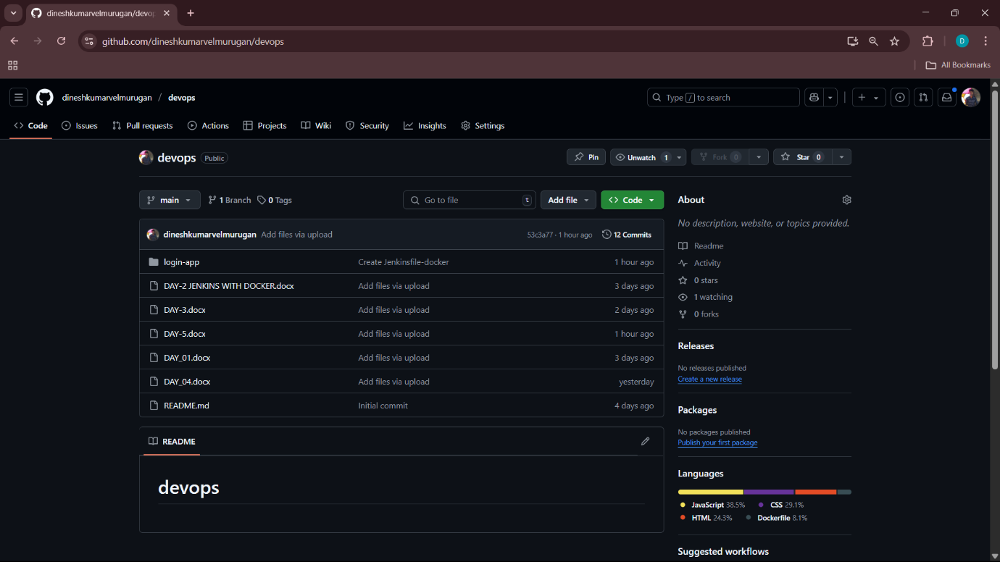 dineshkumarvelmurugan/devop
github.com/dineshkumarvelmurugan/devops
D
All Bookmarks
dineshkumarvelmurugan / devops
Type / to search
Code Issues Pull requests Actions Projects Wiki Security Insights Settings
devops Public
Pin Unwatch 1 Fork 0 Star 0
main 1 Branch 0 Tags Go to file t Add file Code
dineshkumarvelmurugan Add files via upload 53c3a77 · 1 hour ago 12 Commits
login-app Create Jenkinsfile-docker 1 hour ago
DAY-2 JENKINS WITH DOCKER.docx Add files via upload 3 days ago
DAY-3.docx Add files via upload 2 days ago
DAY-5.docx Add files via upload 1 hour ago
DAY_01.docx Add files via upload 3 days ago
DAY_04.docx Add files via upload yesterday
README.md Initial commit 4 days ago
README
devops
About
No description, website, or topics provided.
Readme
Activity
0 stars
1 watching
0 forks
Releases
No releases published
Create a new release
Packages
No packages published
Publish your first package
Languages
JavaScript 38.5% CSS 29.1%
HTML 24.3% Dockerfile 8.1%
Suggested workflows